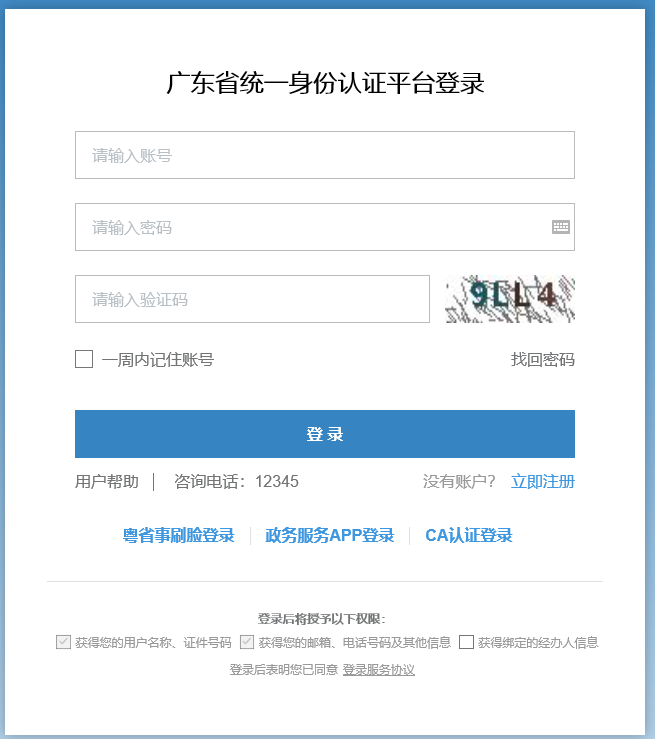 广东省统一身份认证平台登录
请输入账号
请输入密码
请输入验证码 9LL4
一周内记住账号 找回密码
登 录
用户帮助 | 咨询电话：12345 没有账户？ 立即注册
粤省事刷脸登录 | 政务服务APP登录 | CA认证登录
登录后将授予以下权限：
获得您的用户名称、证件号码 获得您的邮箱、电话号码及其他信息 获得绑定的经办人信息
登录后表明您已同意 登录服务协议